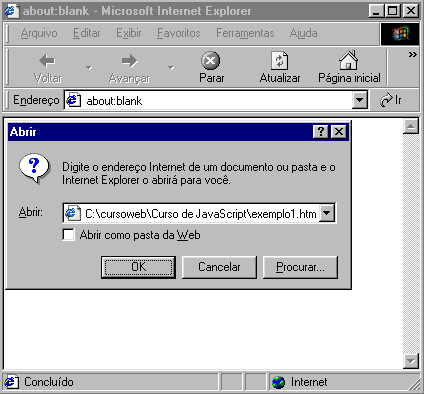 about:blank - Microsoft Internet Explorer
Arquivo Editar Exibir Favoritos Ferramentas Ajuda
Voltar Avançar Parar Atualizar Página inicial »
Endereço about:blank Ir
Abrir
Digite o endereço Internet de um documento ou pasta e o
Internet Explorer o abrirá para você.
Abrir: C:\cursoweb\Curso de JavaScript\exemplo1.htm
Abrir como pasta da Web
OK Cancelar Procurar...
Concluído Internet